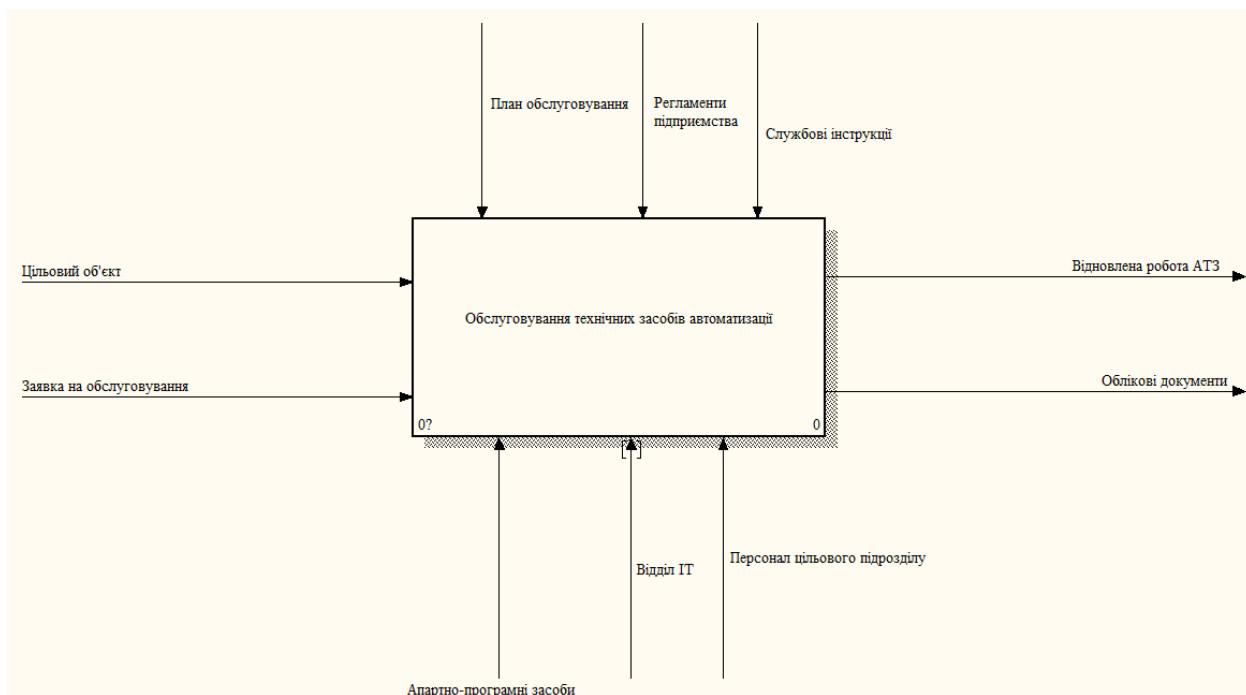 План обслуговування
Регламенти
підприємства
Службові інструкції
Цільовий об'єкт
Відновлена робота АТЗ
Обслуговування технічних засобів автоматизації
Заявка на обслуговування
Облікові документи
0?
0
Персонал цільового підрозділу
Відділ ІТ
Апартно-програмні засоби